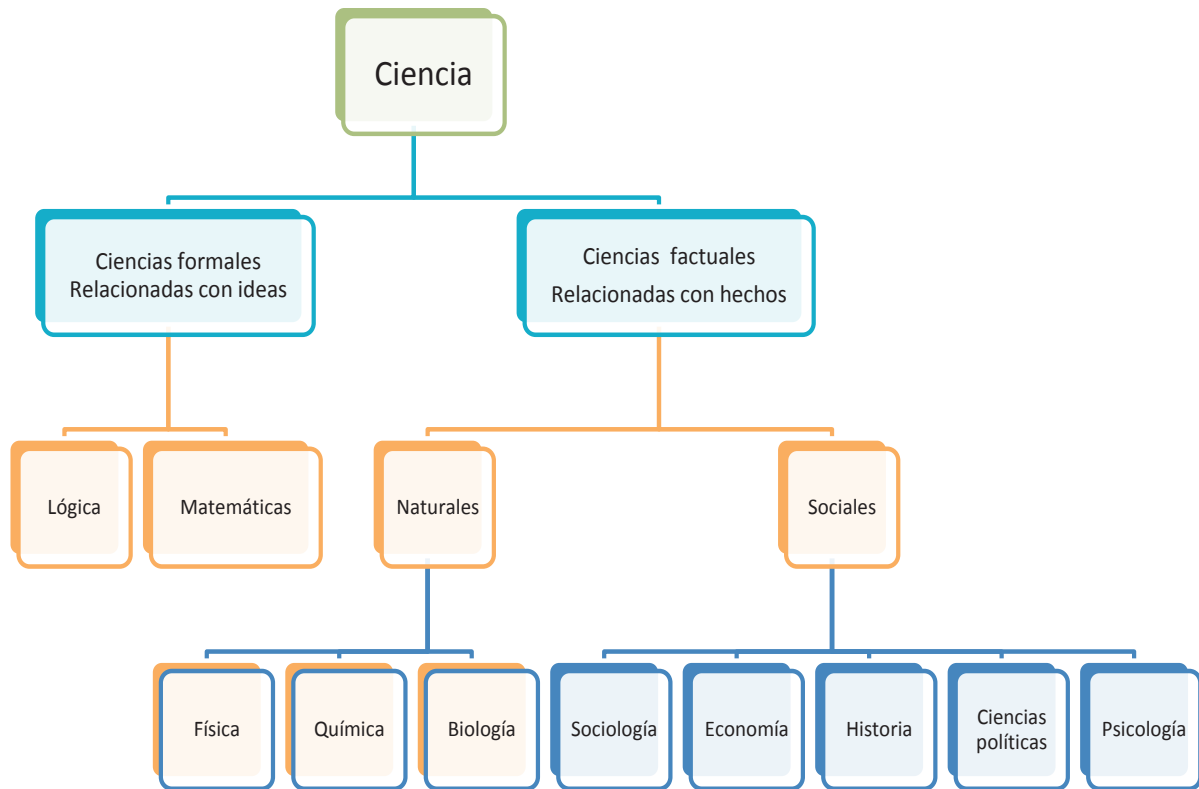 Ciencia
Ciencias formales
Relacionadas con ideas
Ciencias factuales
Relacionadas con hechos
Lógica
Matemáticas
Naturales
Sociales
Física
Química
Biología
Sociología
Economía
Historia
Ciencias
políticas
Psicología